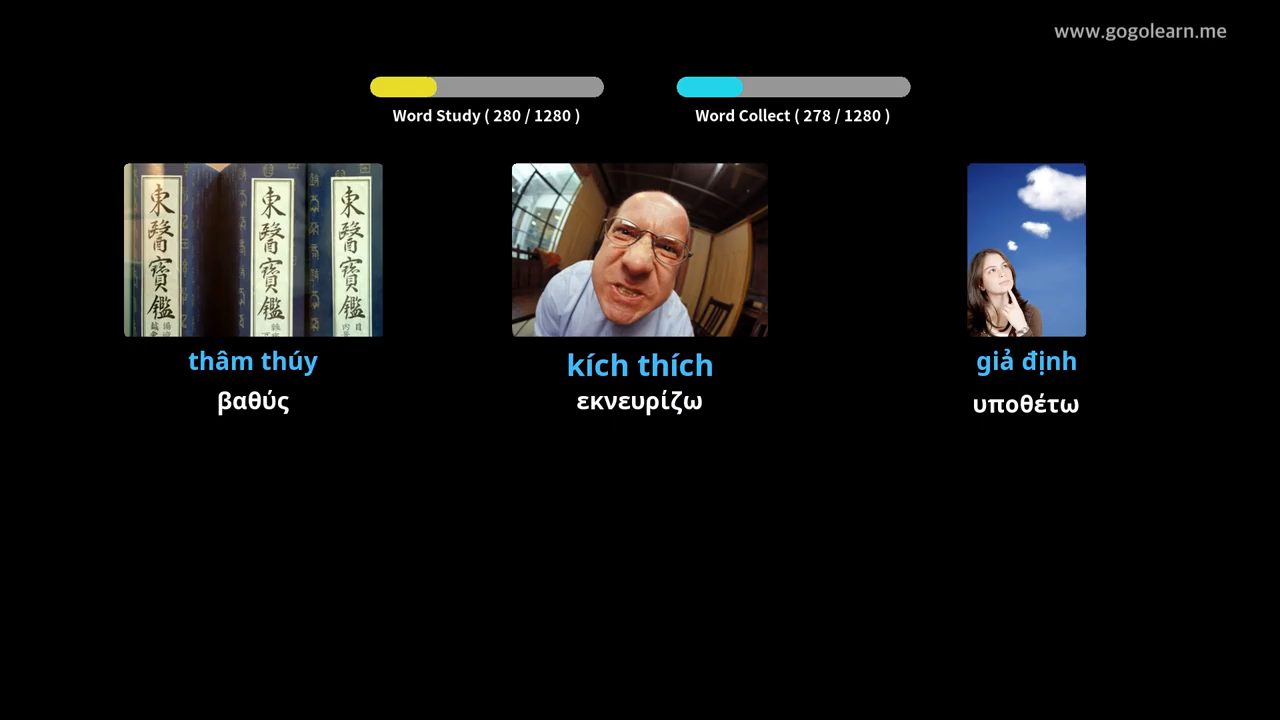 www.gogolearn.me
Word Study ( 280 / 1280 )
Word Collect ( 278 / 1280 )
東醫寶鑑
東醫寶鑑
東醫寶鑑
thâm thúy
kích thích
giả định
βαθύς
εκνευρίζω
υποθέτω